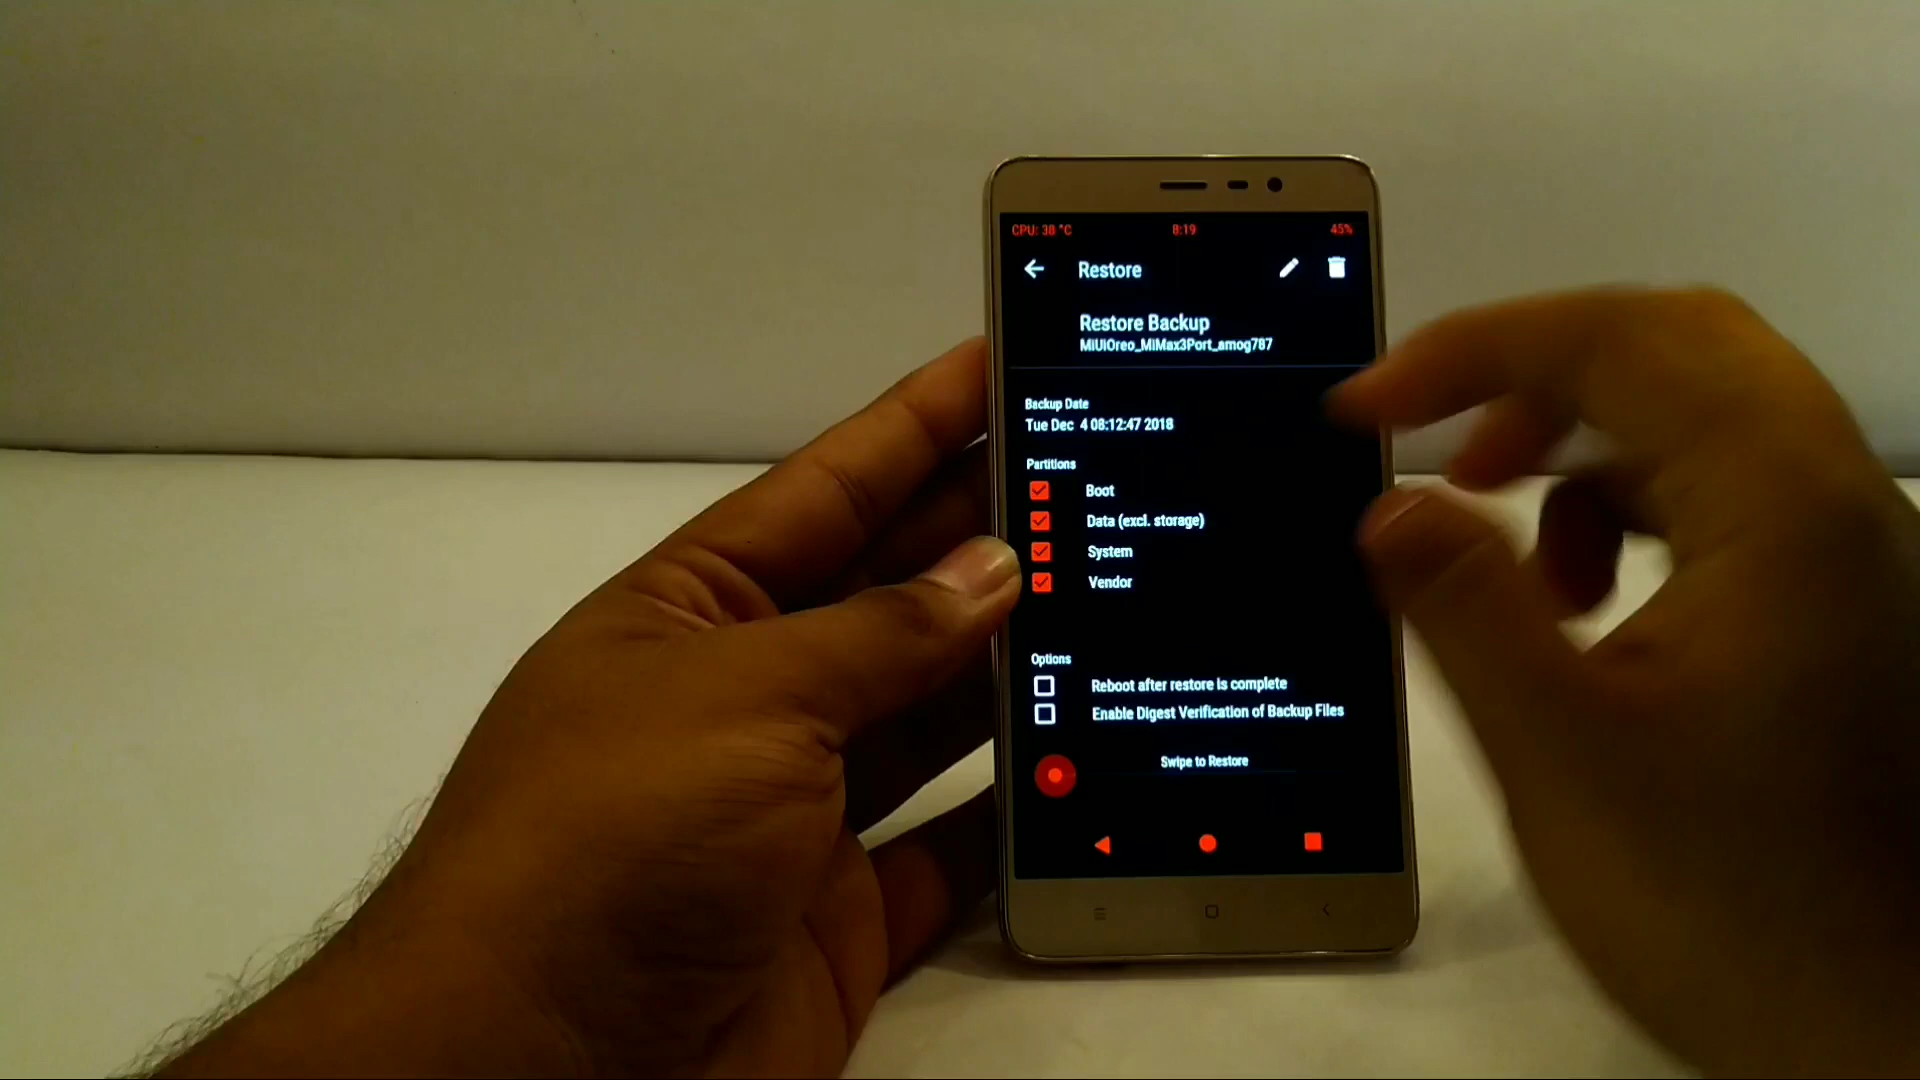 CPU: 38 °C 8:19 45%
Restore
Restore Backup
MIUIOreo_MiMax3Port_amog787
Backup Date
Tue Dec 4 08:12:47 2018
Partitions
Boot
Data (excl. storage)
System
Vendor
Options
Reboot after restore is complete
Enable Digest Verification of Backup Files
Swipe to Restore